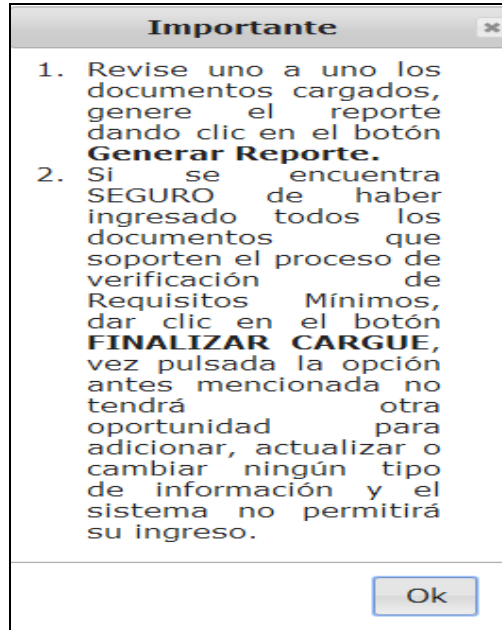 Importante
1. Revise uno a uno los
documentos cargados,
genere el reporte
dando clic en el botón
Generar Reporte.
2. Si se encuentra
SEGURO de haber
ingresado todos los
documentos que
soporten el proceso de
verificación de
Requisitos Mínimos,
dar clic en el botón
FINALIZAR CARGUE,
vez pulsada la opción
antes mencionada no
tendrá otra
oportunidad para
adicionar, actualizar o
cambiar ningún tipo
de información y el
sistema no permitirá
su ingreso.
Ok